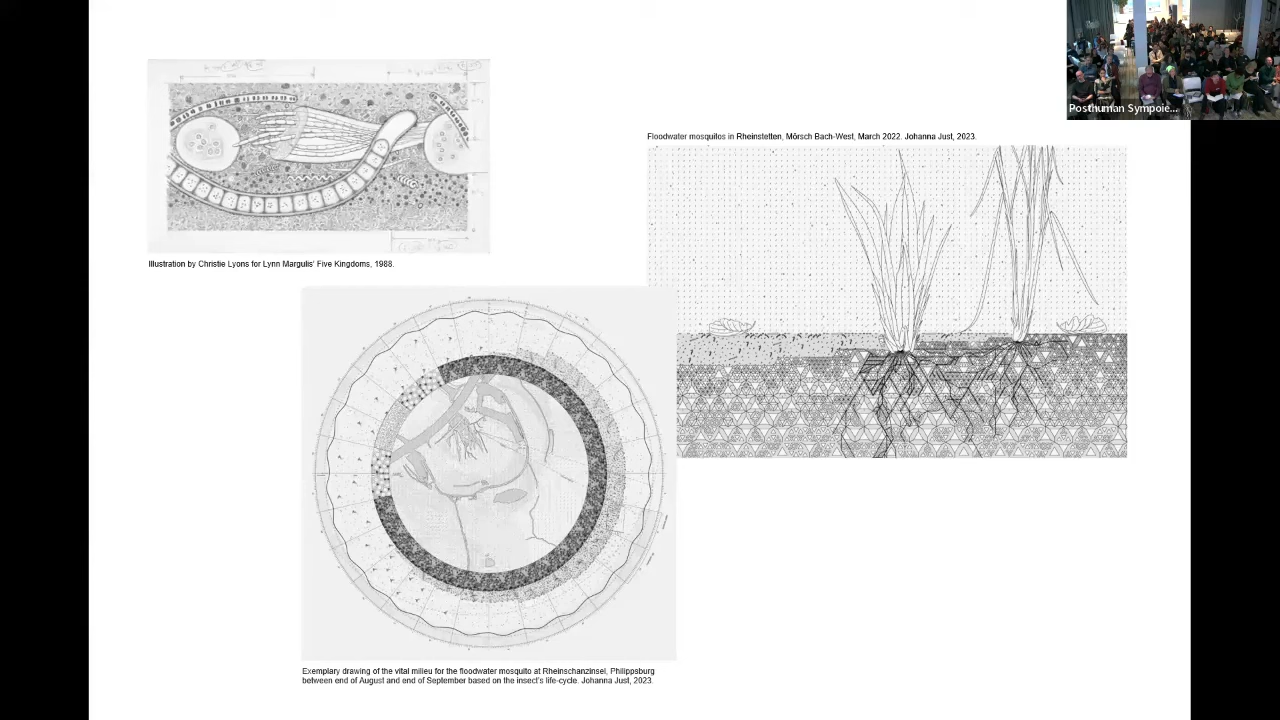 Posthuman Sympoie...
Floodwater mosquitos in Rheinstetten, Mörsch Bach-West, March 2022. Johanna Just, 2023.
Illustration by Christie Lyons for Lynn Margulis' Five Kingdoms, 1988.
Exemplary drawing of the vital milieu for the floodwater mosquito at Rheinschanzinsel, Philippsburg
between end of August and end of September based on the insect's life-cycle. Johanna Just, 2023.